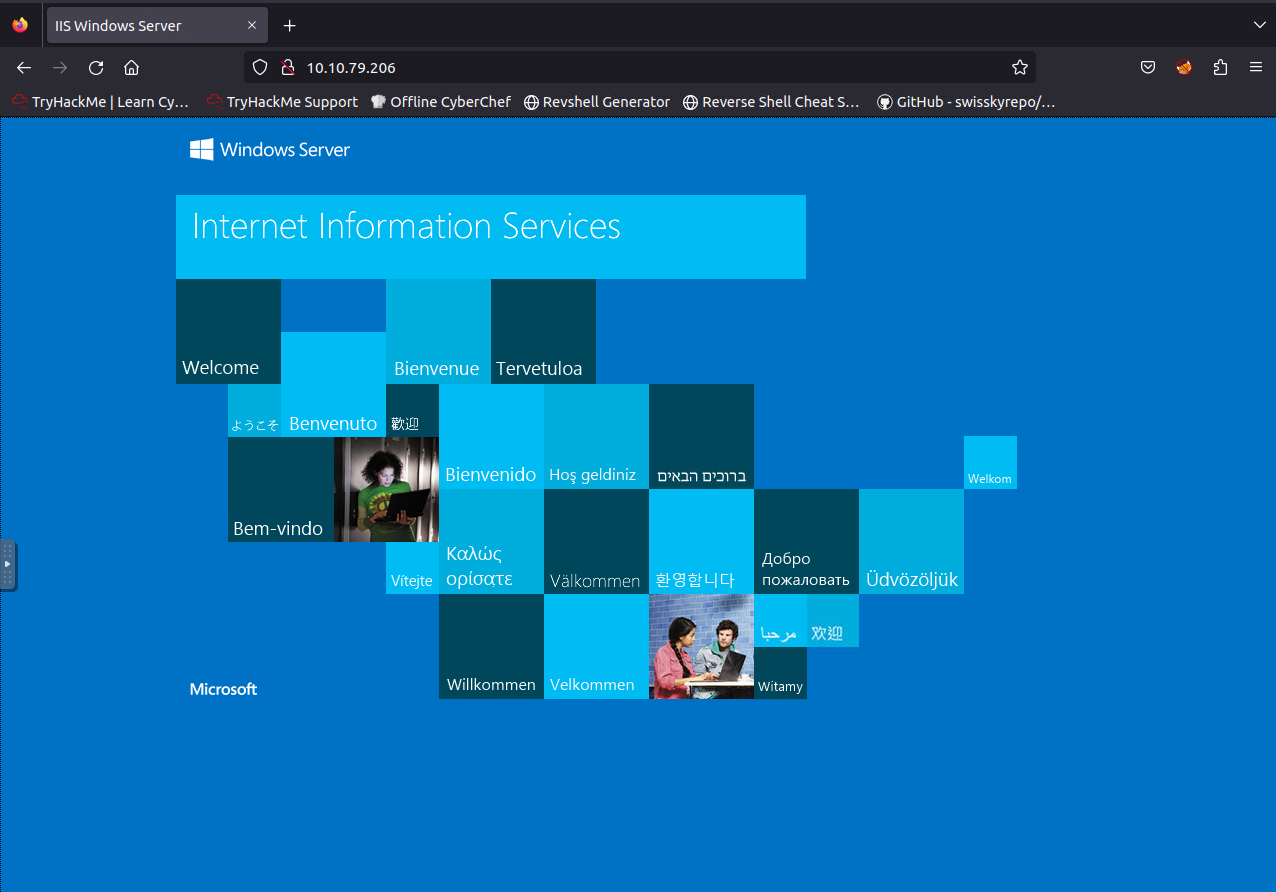 IIS Windows Server
10.10.79.206
TryHackMe | Learn Cy…
TryHackMe Support
Offline CyberChef
Revshell Generator
Reverse Shell Cheat S…
GitHub - swisskyrepo/…
Windows Server
Internet Information Services
Welcome
Bienvenue
Tervetuloa
ようこそ
Benvenuto
歡迎
Bienvenido
Hoş geldiniz
ברוכים הבאים
Welkom
Bem-vindo
Vítejte
Καλώς
ορίσατε
Välkommen
환영합니다
Добро
пожаловать
Üdvözöljük
مرحبا
欢迎
Willkommen
Velkommen
Witamy
Microsoft